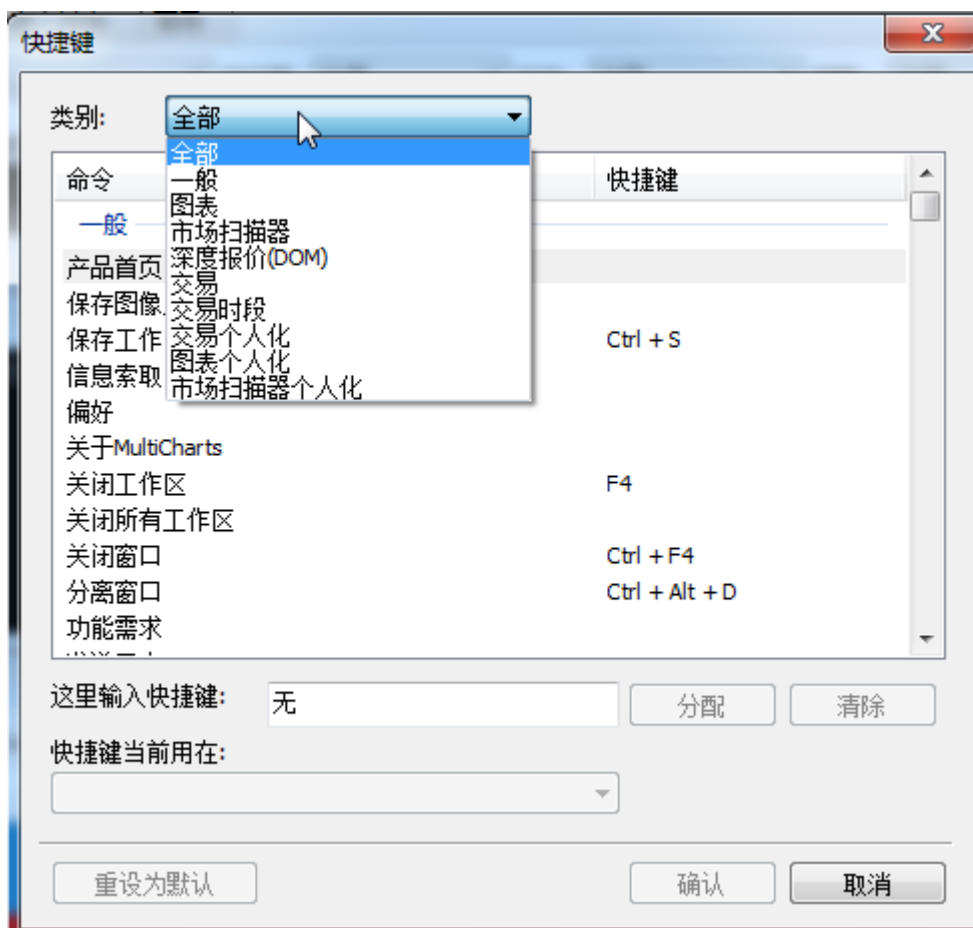 快捷键
类别: 全部
全部
一般
图表
市场扫描器
深度报价(DOM)
交易
交易时段
交易个人化
图表个人化
市场扫描器个人化
命令 快捷键
一般
产品首页
保存图像
保存工作 Ctrl + S
信息索取
偏好
关于MultiCharts
关闭工作区 F4
关闭所有工作区
关闭窗口 Ctrl + F4
分离窗口 Ctrl + Alt + D
功能需求
这里输入快捷键: 无 分配 清除
快捷键当前用在:
重设为默认 确认 取消